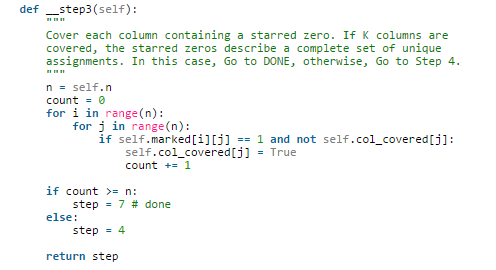 def __step3(self):
    """
    Cover each column containing a starred zero. If K columns are
    covered, the starred zeros describe a complete set of unique
    assignments. In this case, Go to DONE, otherwise, Go to Step 4.
    """
    n = self.n
    count = 0
    for i in range(n):
        for j in range(n):
            if self.marked[i][j] == 1 and not self.col_covered[j]:
                self.col_covered[j] = True
                count += 1

    if count >= n:
        step = 7 # done
    else:
        step = 4

    return step